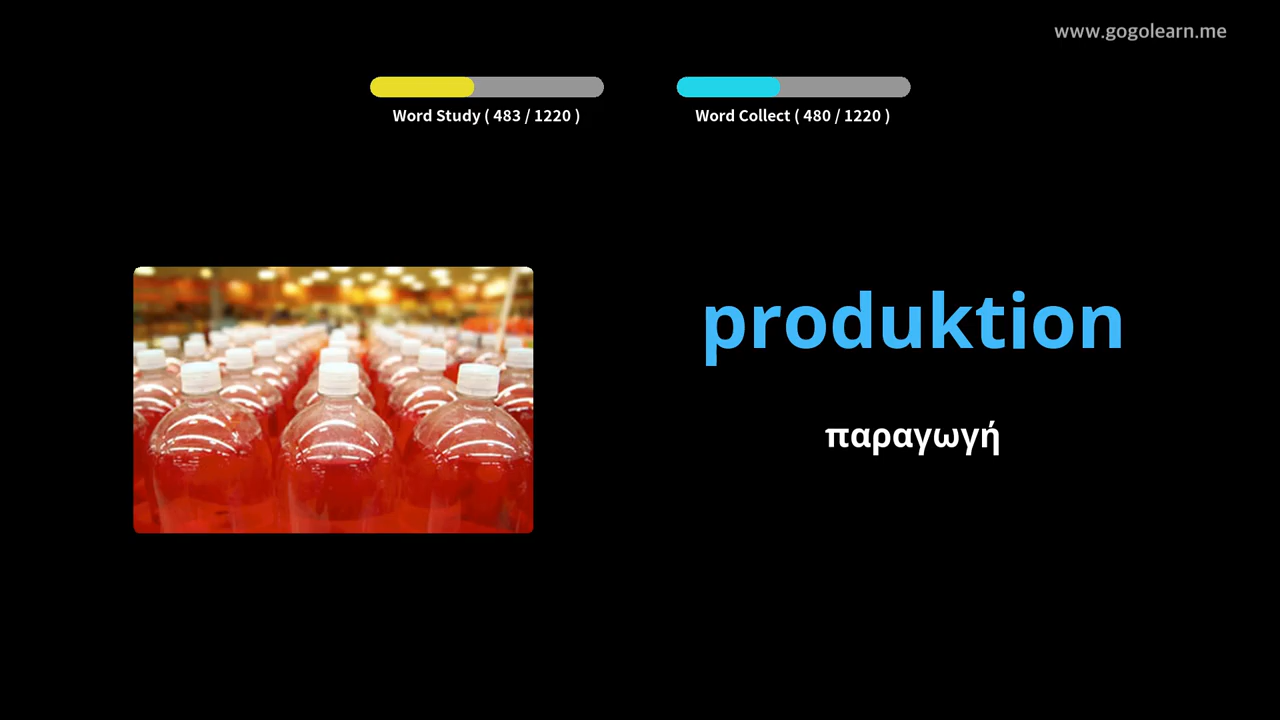 www.gogolearn.me
Word Study ( 483 / 1220 )
Word Collect ( 480 / 1220 )
produktion
παραγωγή